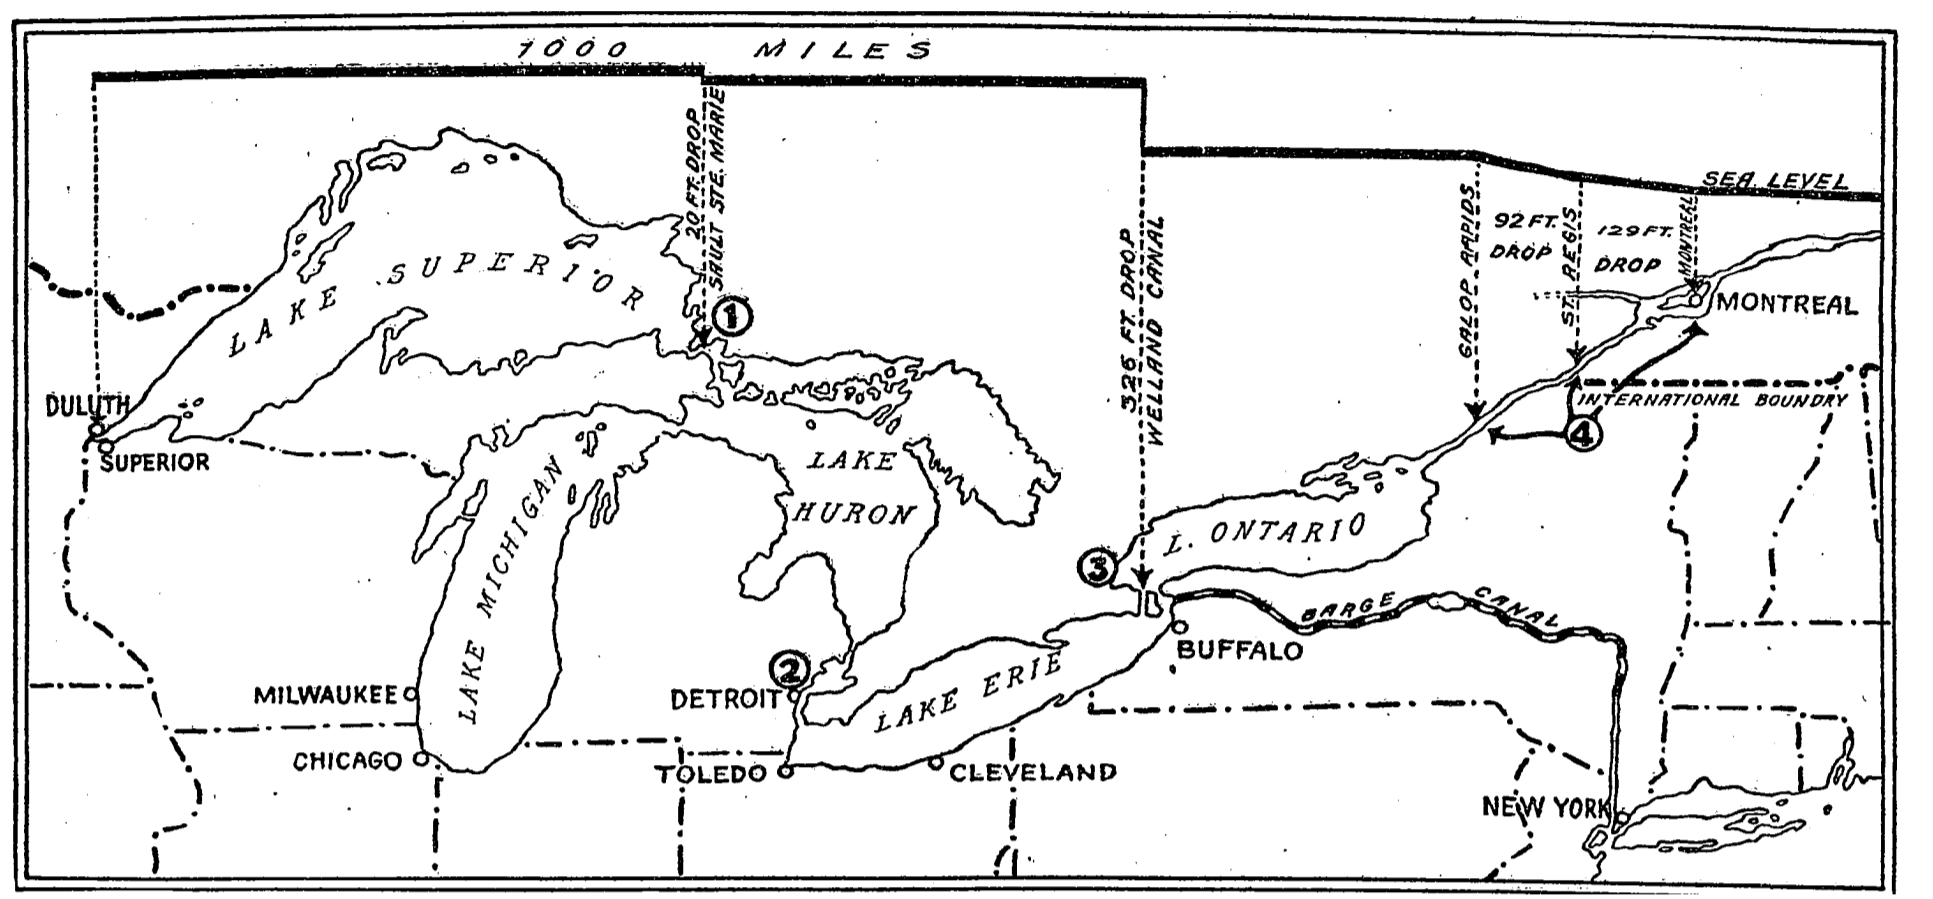 1000 MILES
20 FT. DROP
SAULT STE. MARIE
326 FT. DROP
WELLAND CANAL
GALOP RAPIDS
92 FT.
DROP
ST. REGIS
129 FT.
DROP
MONTREAL
SEA LEVEL
LAKE SUPERIOR
1
MONTREAL
DULUTH
SUPERIOR
INTERNATIONAL BOUNDARY
4
LAKE
HURON
LAKE MICHIGAN
L. ONTARIO
3
BARGE CANAL
BUFFALO
2
DETROIT
LAKE ERIE
MILWAUKEE
CHICAGO
TOLEDO
CLEVELAND
NEW YORK